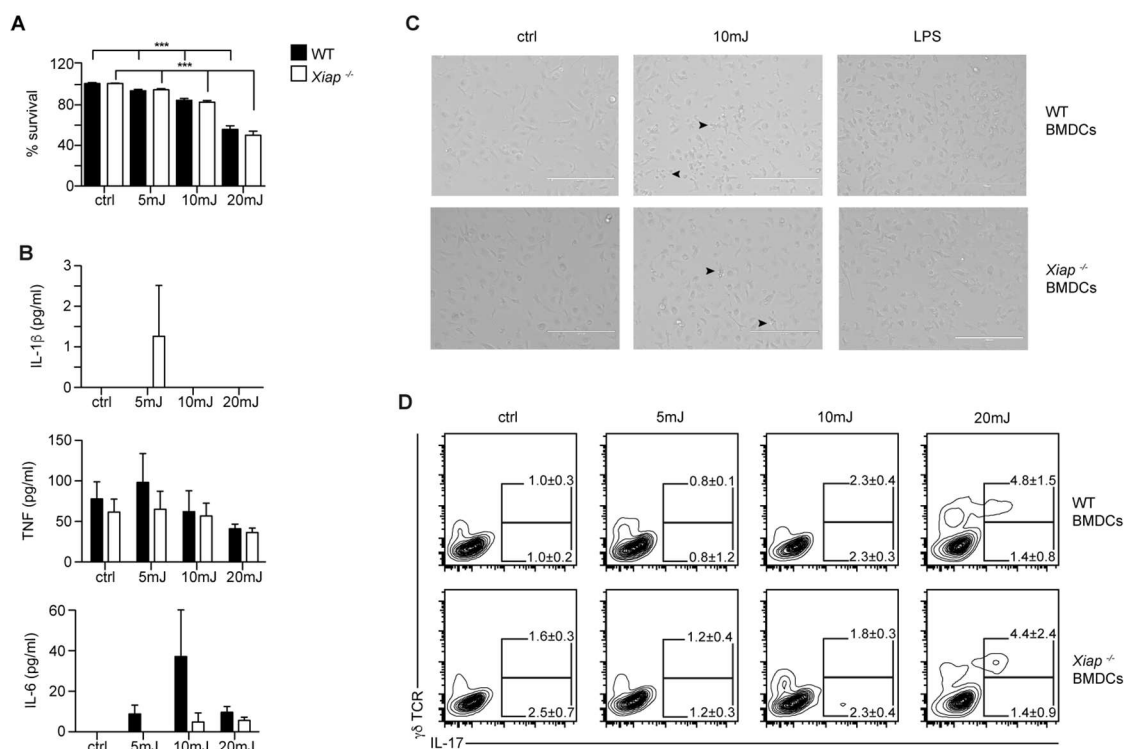 A
***
***
WT
Xiap -/-
% survival
120
80
40
0
ctrl 5mJ 10mJ 20mJ
B
IL-1β (pg/ml)
3
2
1
0
ctrl 5mJ 10mJ 20mJ
TNF (pg/ml)
150
100
50
0
ctrl 5mJ 10mJ 20mJ
IL-6 (pg/ml)
60
40
20
0
ctrl 5mJ 10mJ 20mJ
C
ctrl 10mJ LPS
WT
BMDCs
Xiap -/-
BMDCs
D
ctrl 5mJ 10mJ 20mJ
1.0±0.3 0.8±0.1 2.3±0.4 4.8±1.5
1.0±0.2 0.8±1.2 2.3±0.3 1.4±0.8
WT
BMDCs
1.6±0.3 1.2±0.4 1.8±0.3 4.4±2.4
2.5±0.7 1.2±0.3 2.3±0.4 1.4±0.9
Xiap -/-
BMDCs
γδ TCR
IL-17